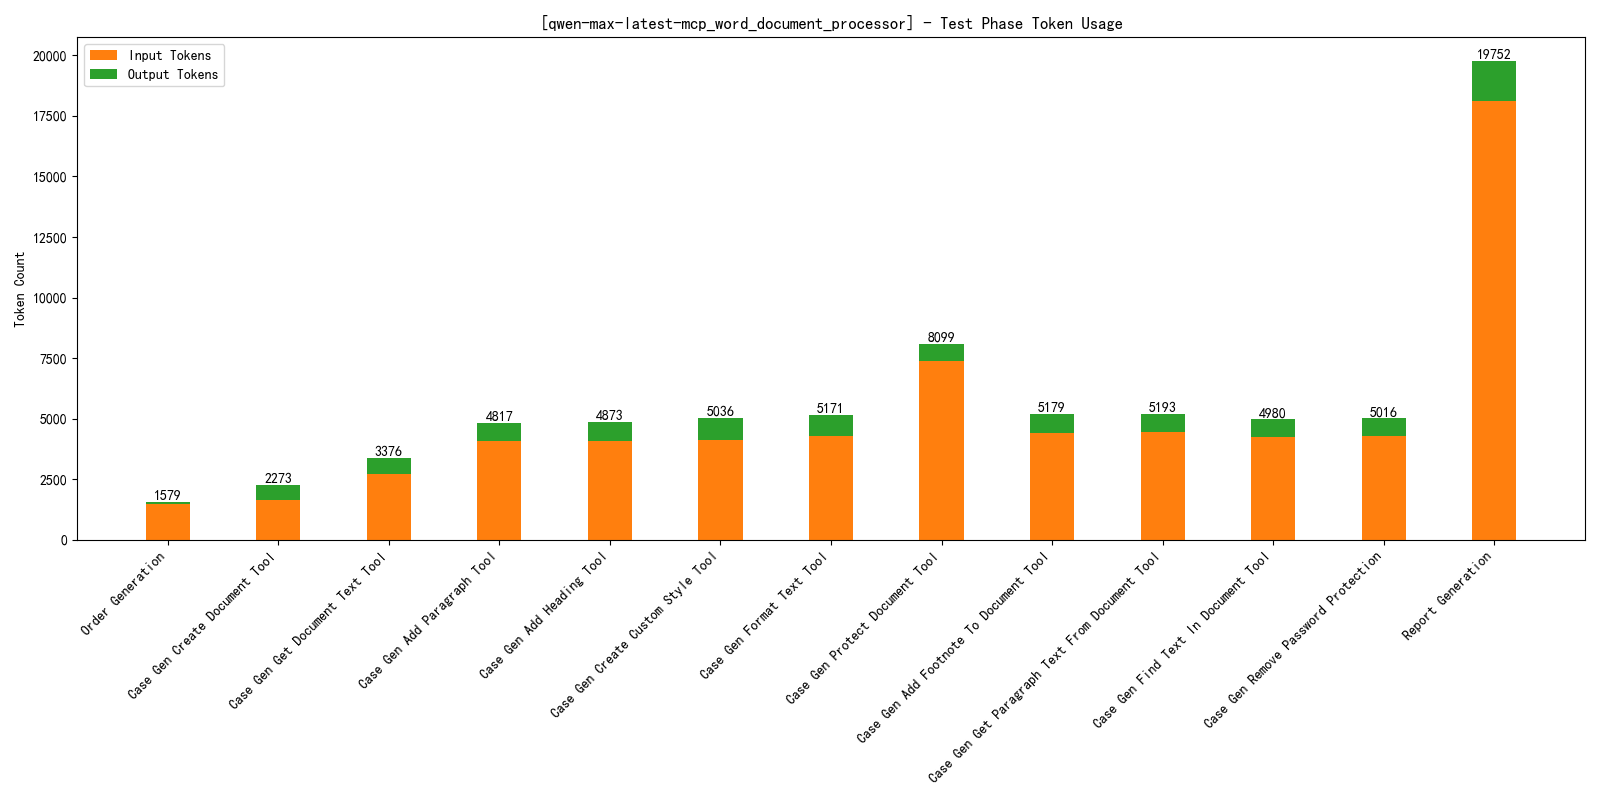 [qwen-max-latest-mcp_word_document_processor] - Test Phase Token Usage
Input Tokens
Output Tokens
Token Count
20000
17500
15000
12500
10000
7500
5000
2500
0
1579
2273
3376
4817
4873
5036
5171
8099
5179
5193
4980
5016
19752
Order Generation
Case Gen Create Document Tool
Case Gen Get Document Text Tool
Case Gen Add Paragraph Tool
Case Gen Add Heading Tool
Case Gen Create Custom Style Tool
Case Gen Format Text Tool
Case Gen Protect Document Tool
Case Gen Add Footnote To Document Tool
Case Gen Get Paragraph Text From Document Tool
Case Gen Find Text In Document Tool
Case Gen Remove Password Protection
Report Generation